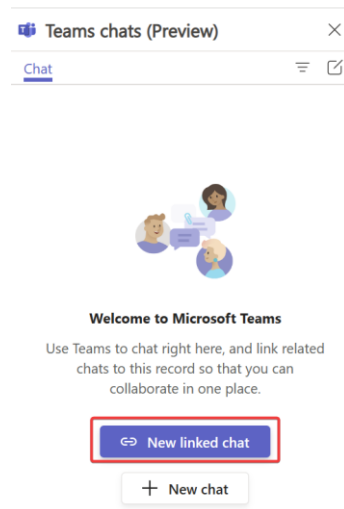 Teams chats (Preview)
Chat
Welcome to Microsoft Teams
Use Teams to chat right here, and link related
chats to this record so that you can
collaborate in one place.
New linked chat
New chat